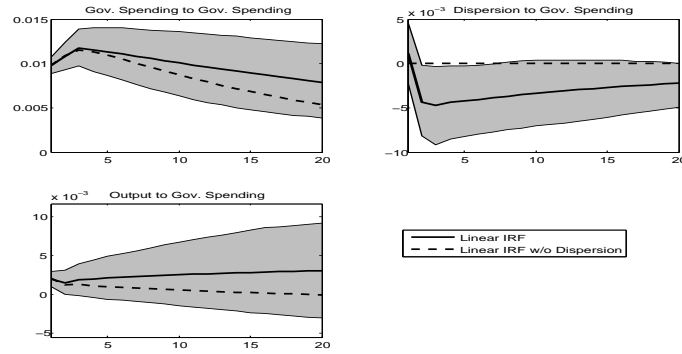 Gov. Spending to Gov. Spending
0.015
0.01
0.005
0
5 10 15 20
Dispersion to Gov. Spending
x 10⁻³
5
0
−5
−10
5 10 15 20
Output to Gov. Spending
x 10⁻³
10
5
0
−5
5 10 15 20
Linear IRF
Linear IRF w/o Dispersion